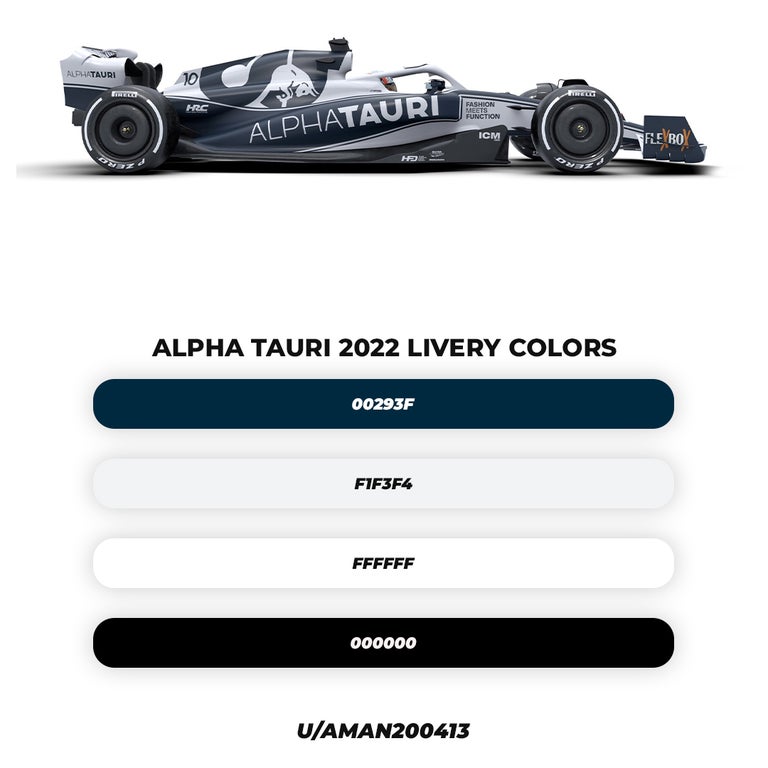 ALPHATAURI
10
PIRELLI
HRC
ALPHATAURI
FASHION
MEETS
FUNCTION
PIRELLI
FLEXBOX
ICM
HFD
P ZERO
P ZERO
ALPHA TAURI 2022 LIVERY COLORS
00293F
F1F3F4
FFFFFF
000000
U/AMAN200413